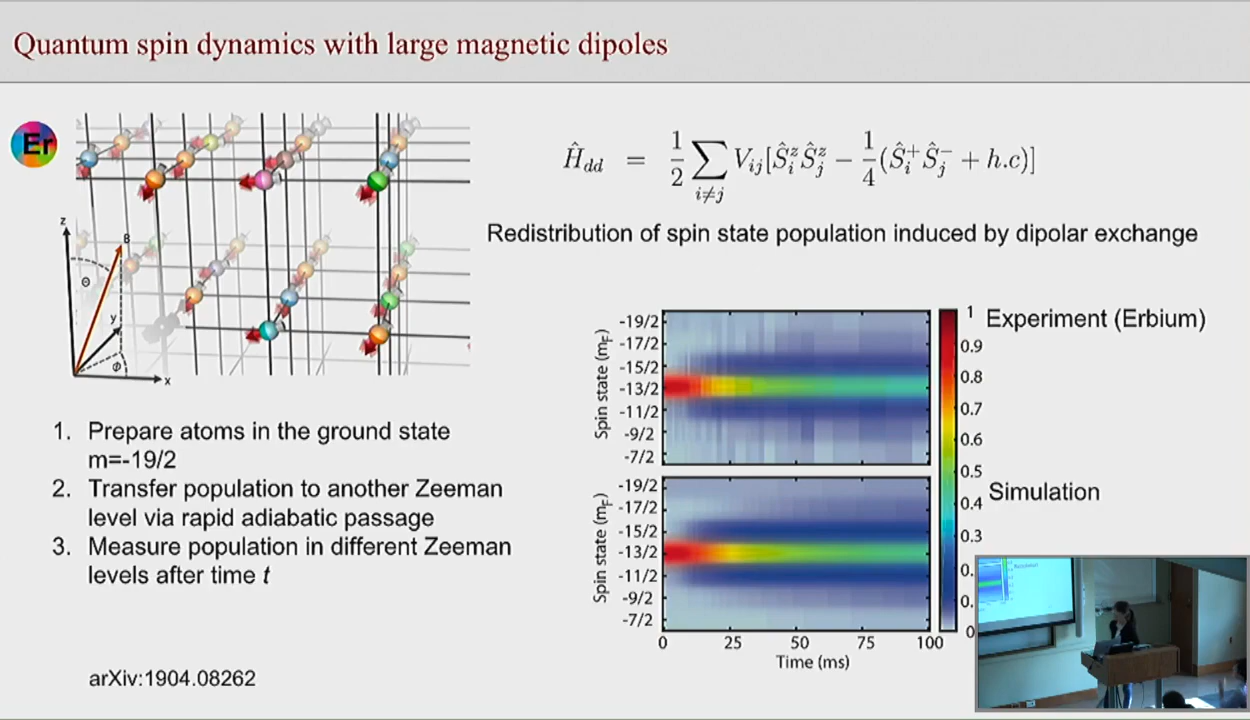 Quantum spin dynamics with large magnetic dipoles
Er
z
B
Θ
y
Φ
x
Ĥ_dd = 1/2 ∑_{i≠j} V_ij[Ŝ_i^z Ŝ_j^z − 1/4(Ŝ_i^+ Ŝ_j^- + h.c)]
Redistribution of spin state population induced by dipolar exchange
1. Prepare atoms in the ground state
m=-19/2
2. Transfer population to another Zeeman
level via rapid adiabatic passage
3. Measure population in different Zeeman
levels after time t
arXiv:1904.08262
Spin state (m_F)
-19/2
-17/2
-15/2
-13/2
-11/2
-9/2
-7/2
Spin state (m_F)
-19/2
-17/2
-15/2
-13/2
-11/2
-9/2
-7/2
0 25 50 75 100
Time (ms)
1
0.9
0.8
0.7
0.6
0.5
0.4
0.3
0.
0.
0
Experiment (Erbium)
Simulation